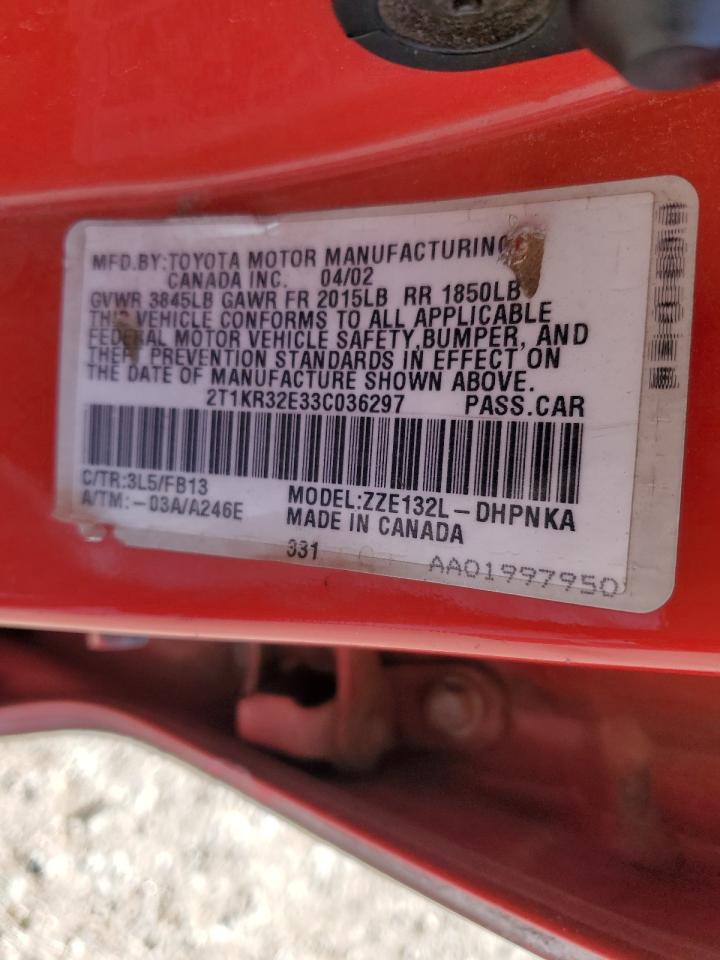 MFD.BY:TOYOTA MOTOR MANUFACTURING
CANADA INC. 04/02
GVWR 3845LB GAWR FR 2015LB RR 1850LB
THIS VEHICLE CONFORMS TO ALL APPLICABLE
FEDERAL MOTOR VEHICLE SAFETY,BUMPER, AND
THEFT PREVENTION STANDARDS IN EFFECT ON
THE DATE OF MANUFACTURE SHOWN ABOVE.
2T1KR32E33C036297 PASS.CAR
C/TR:3L5/FB13
A/TM:-03A/A246E
MODEL:ZZE132L-DHPNKA
MADE IN CANADA
331
AA01997950